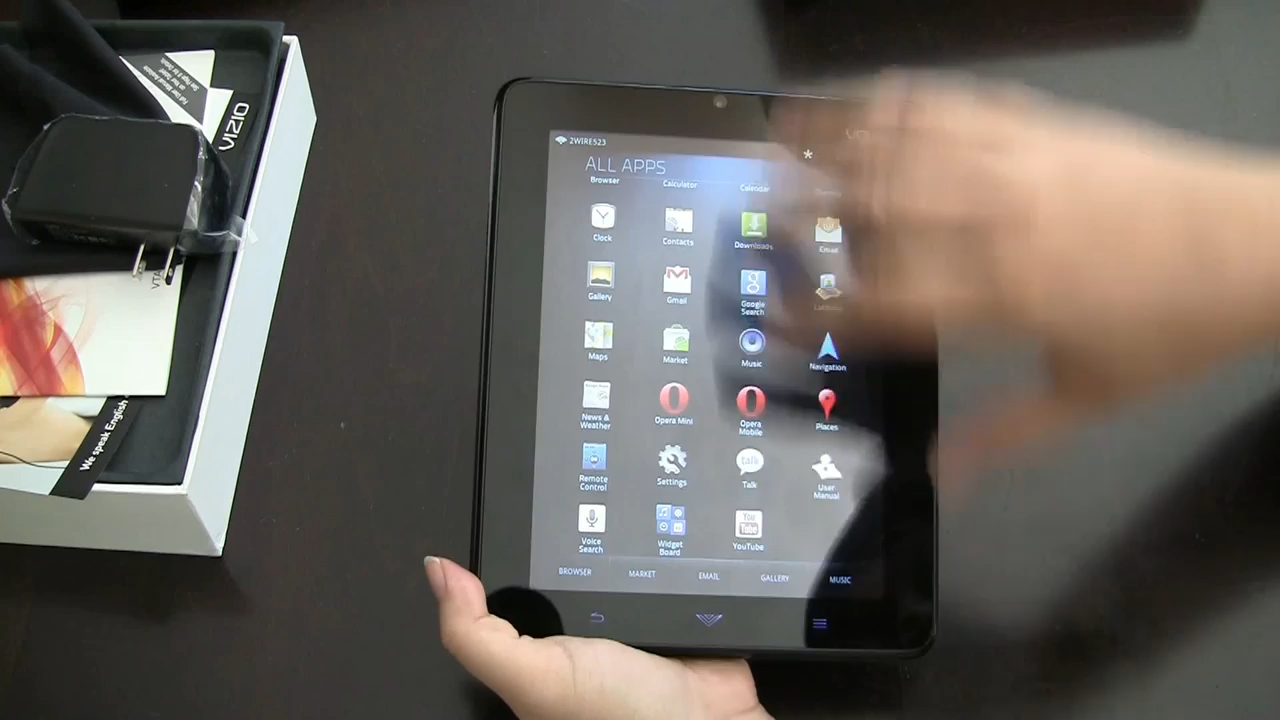 VIZIO
We speak English
2WIRE523
ALL APPS
Browser Calculator Calendar
Clock Contacts Downloads Email
Gallery Gmail Google Search
Maps Market Music Navigation
News & Weather Opera Mini Opera Mobile Places
Remote Control Settings Talk User Manual
Voice Search Widget Board YouTube
BROWSER MARKET EMAIL GALLERY MUSIC